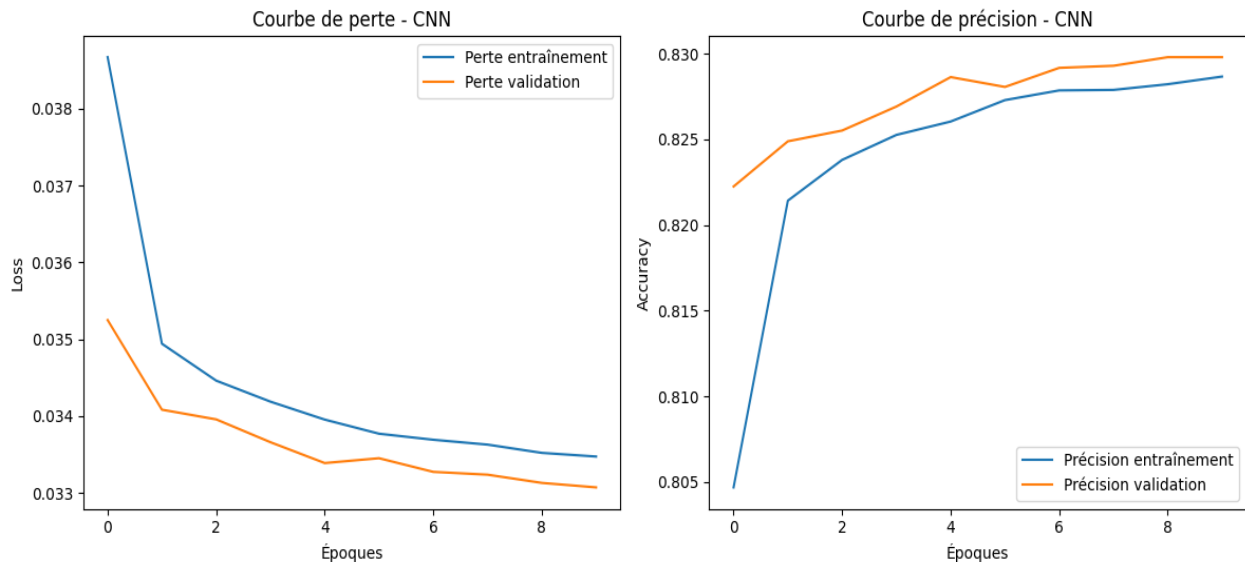 Courbe de perte - CNN
Perte entraînement
Perte validation
0.038
0.037
0.036
0.035
0.034
0.033
Loss
0 2 4 6 8
Époques
Courbe de précision - CNN
0.830
0.825
0.820
0.815
0.810
0.805
Accuracy
Précision entraînement
Précision validation
0 2 4 6 8
Époques